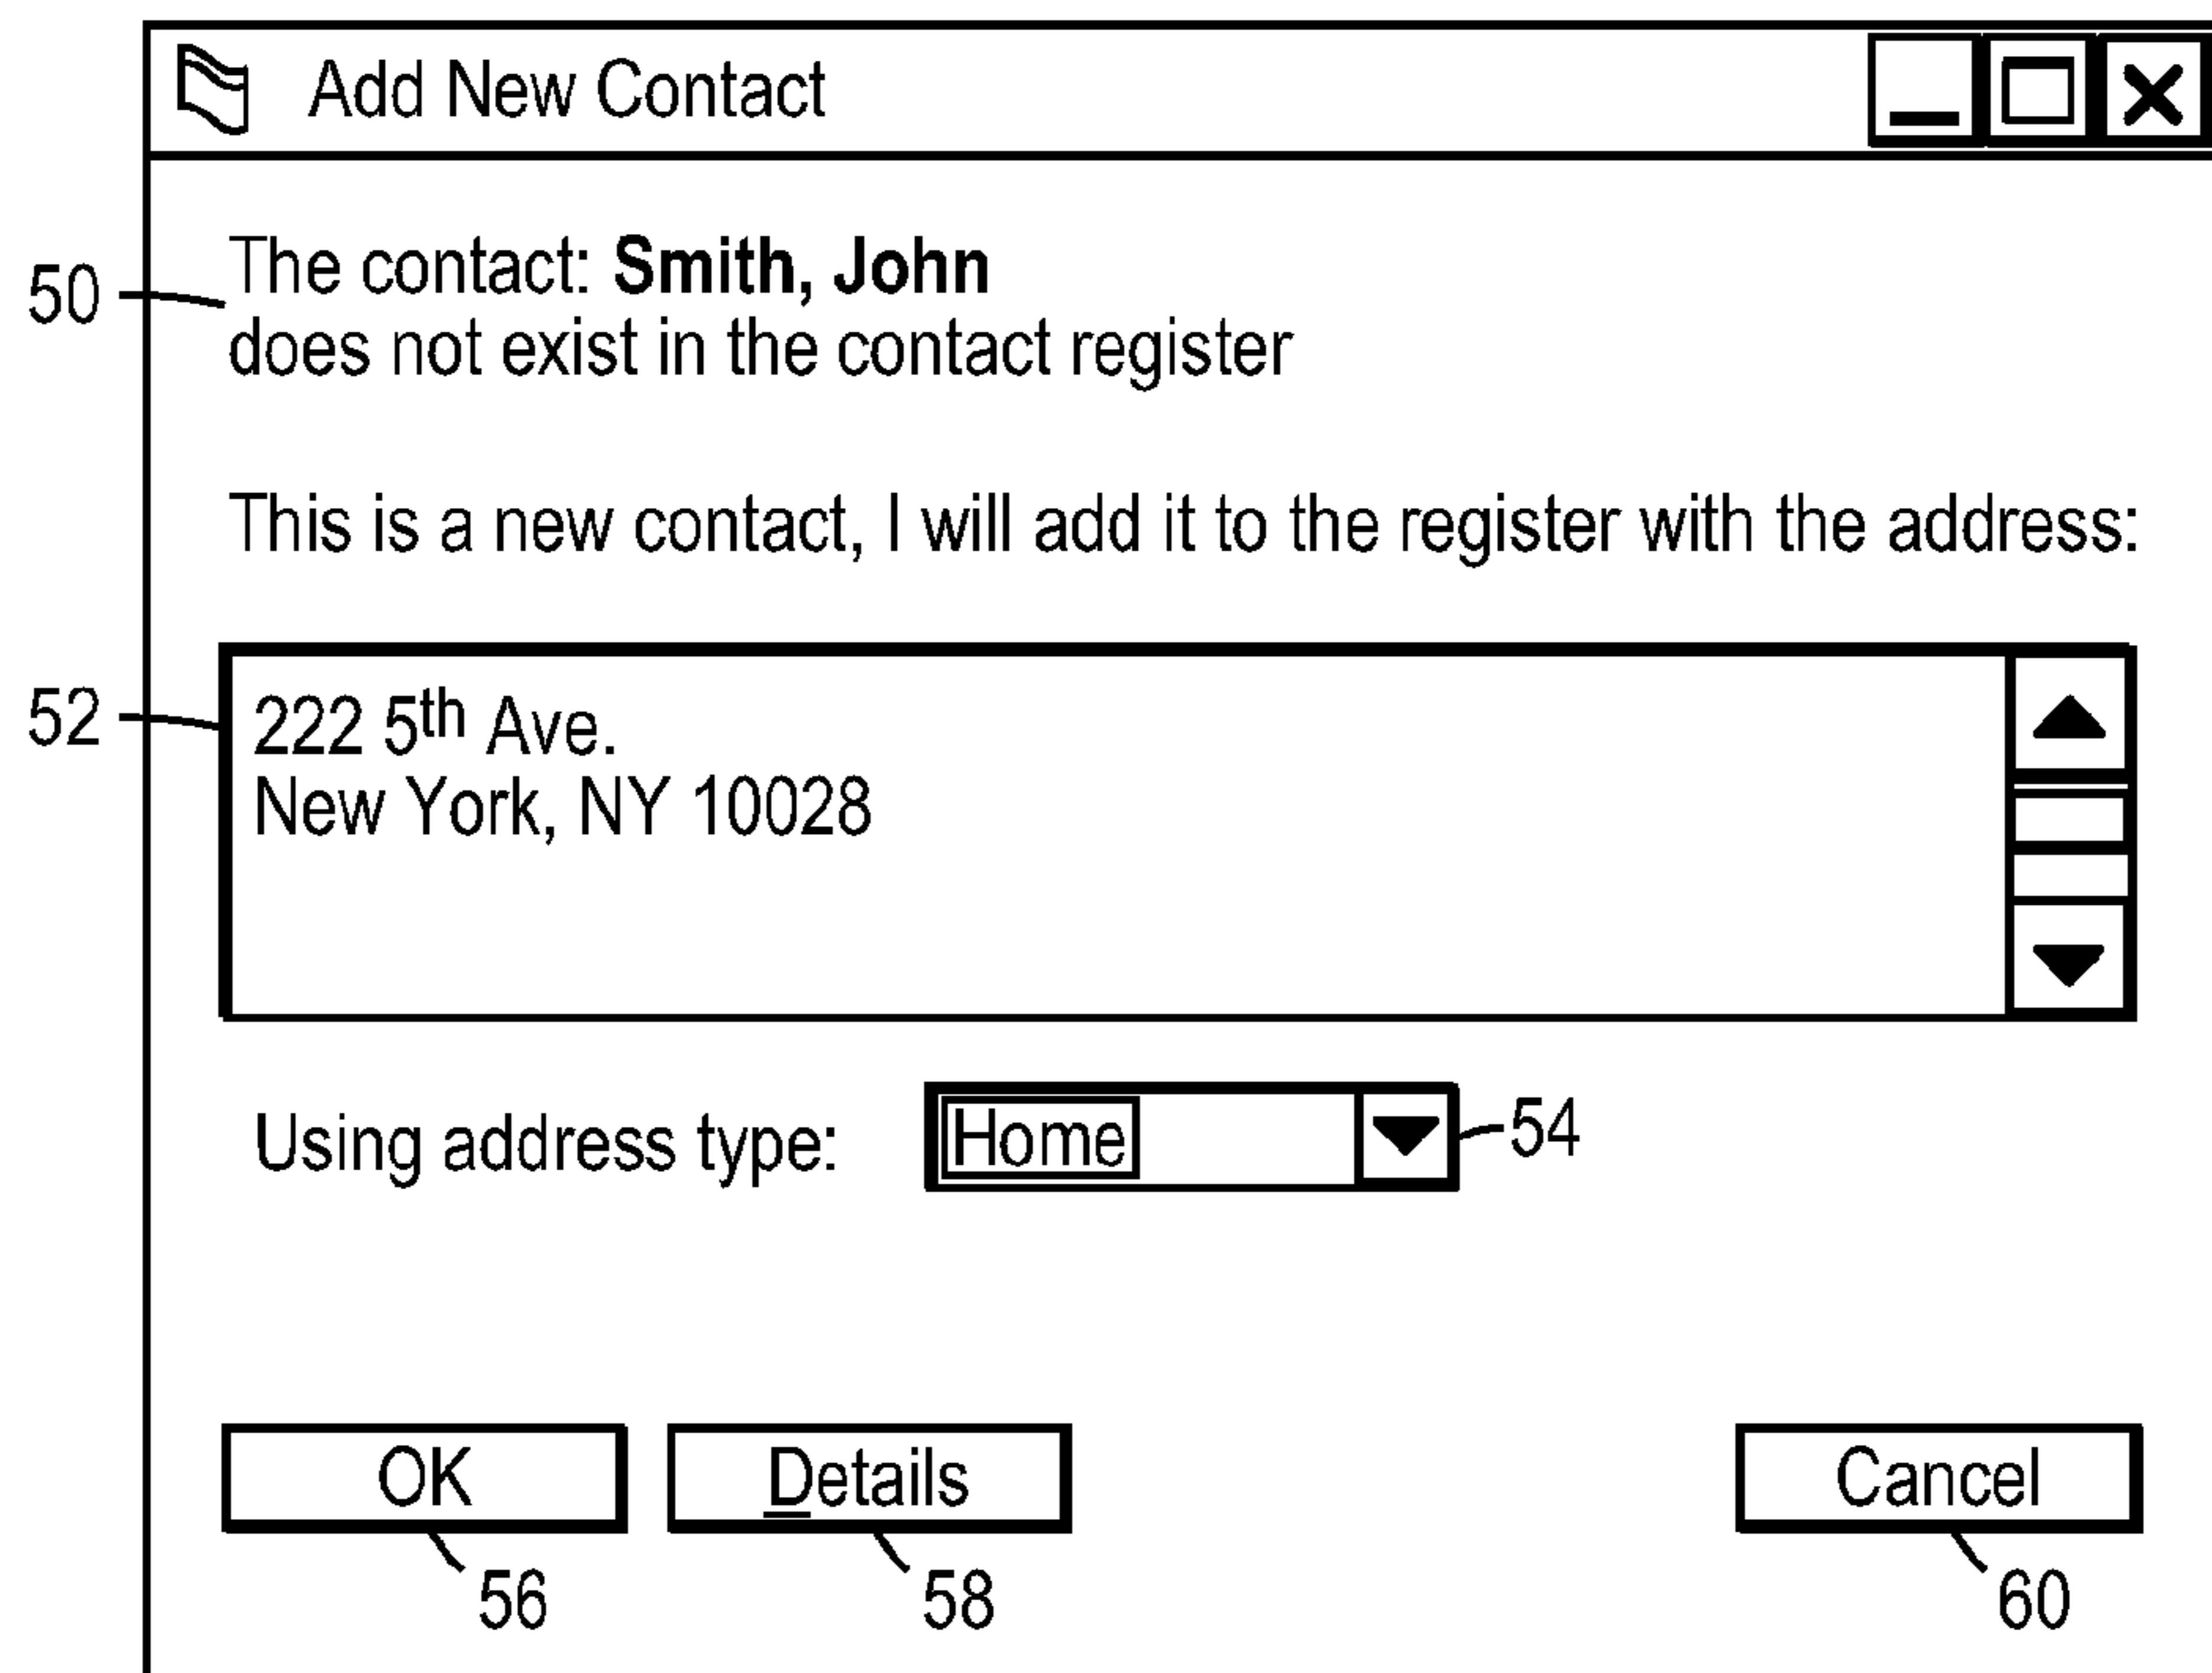 Add New Contact
50
The contact: Smith, John
does not exist in the contact register
This is a new contact, I will add it to the register with the address:
52
222 5th Ave.
New York, NY 10028
Using address type: Home 54
OK Details Cancel
56 58 60